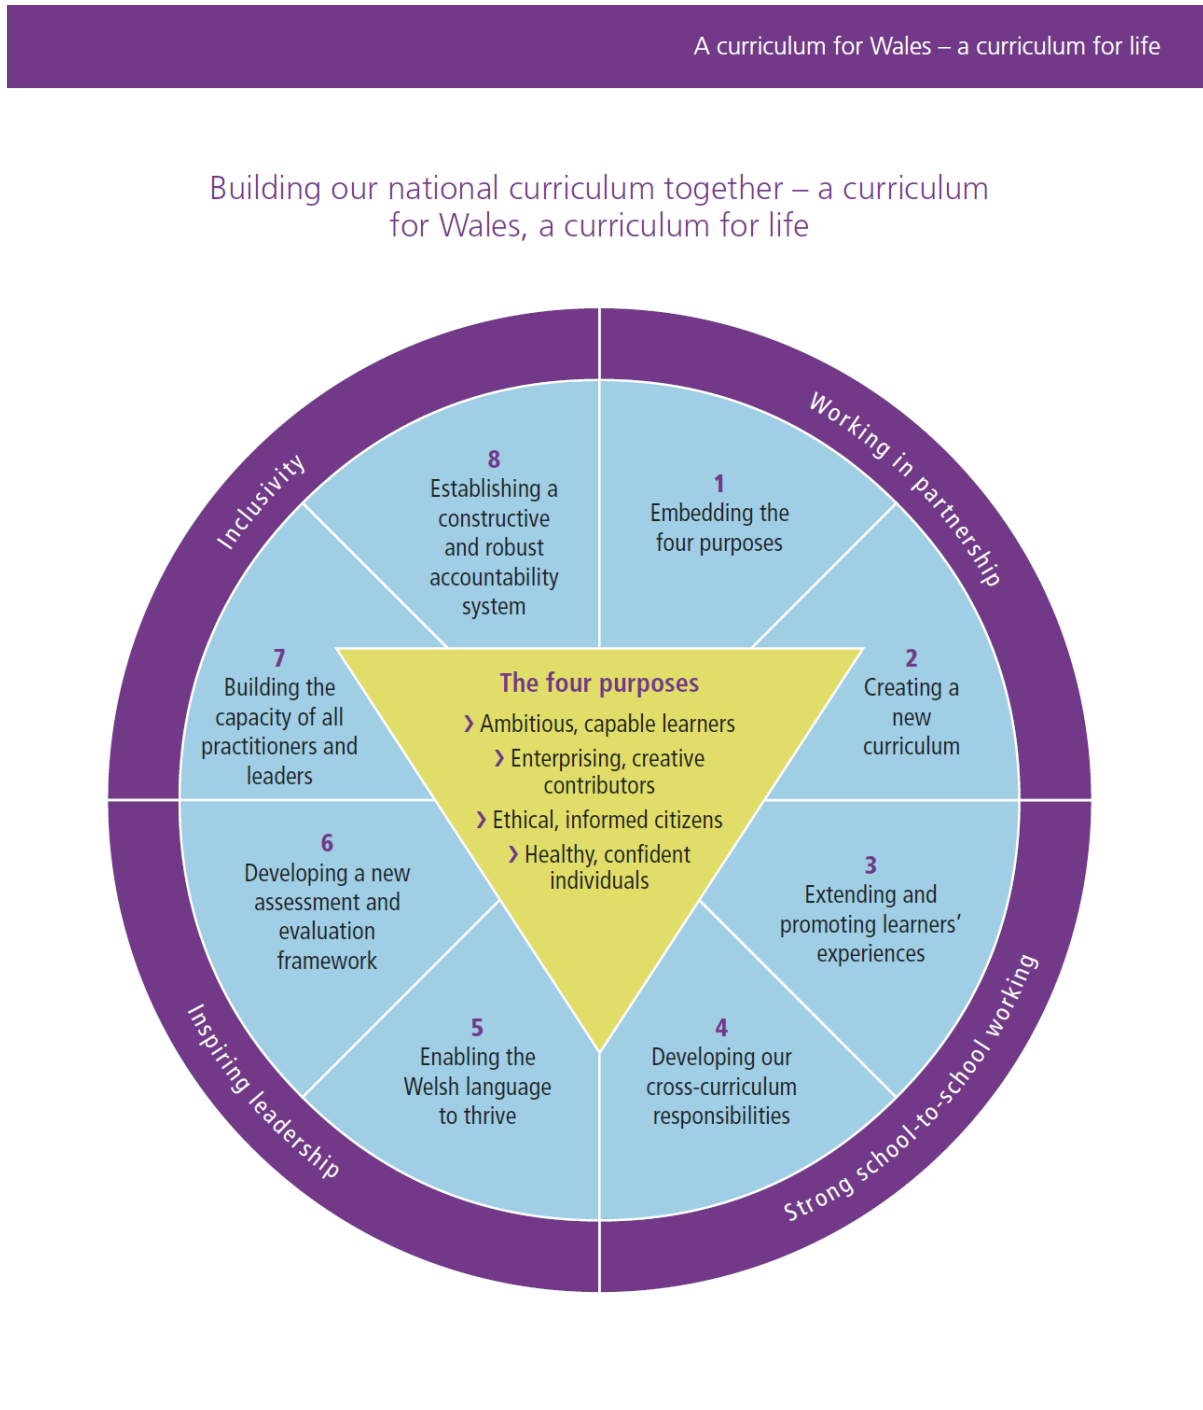 A curriculum for Wales – a curriculum for life
Building our national curriculum together – a curriculum
for Wales, a curriculum for life
Working in partnership
Strong school-to-school working
Inspiring leadership
Inclusivity
1
Embedding the
four purposes
2
Creating a
new
curriculum
3
Extending and
promoting learners’
experiences
4
Developing our
cross-curriculum
responsibilities
5
Enabling the
Welsh language
to thrive
6
Developing a new
assessment and
evaluation
framework
7
Building the
capacity of all
practitioners and
leaders
8
Establishing a
constructive
and robust
accountability
system
The four purposes
❯ Ambitious, capable learners
❯ Enterprising, creative
contributors
❯ Ethical, informed citizens
❯ Healthy, confident
individuals